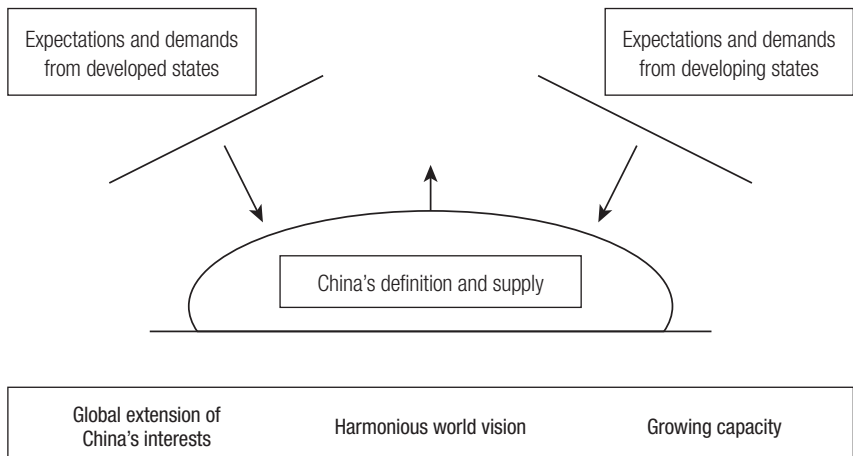 Expectations and demands
from developed states
Expectations and demands
from developing states
China’s definition and supply
Global extension of
China’s interests
Harmonious world vision
Growing capacity